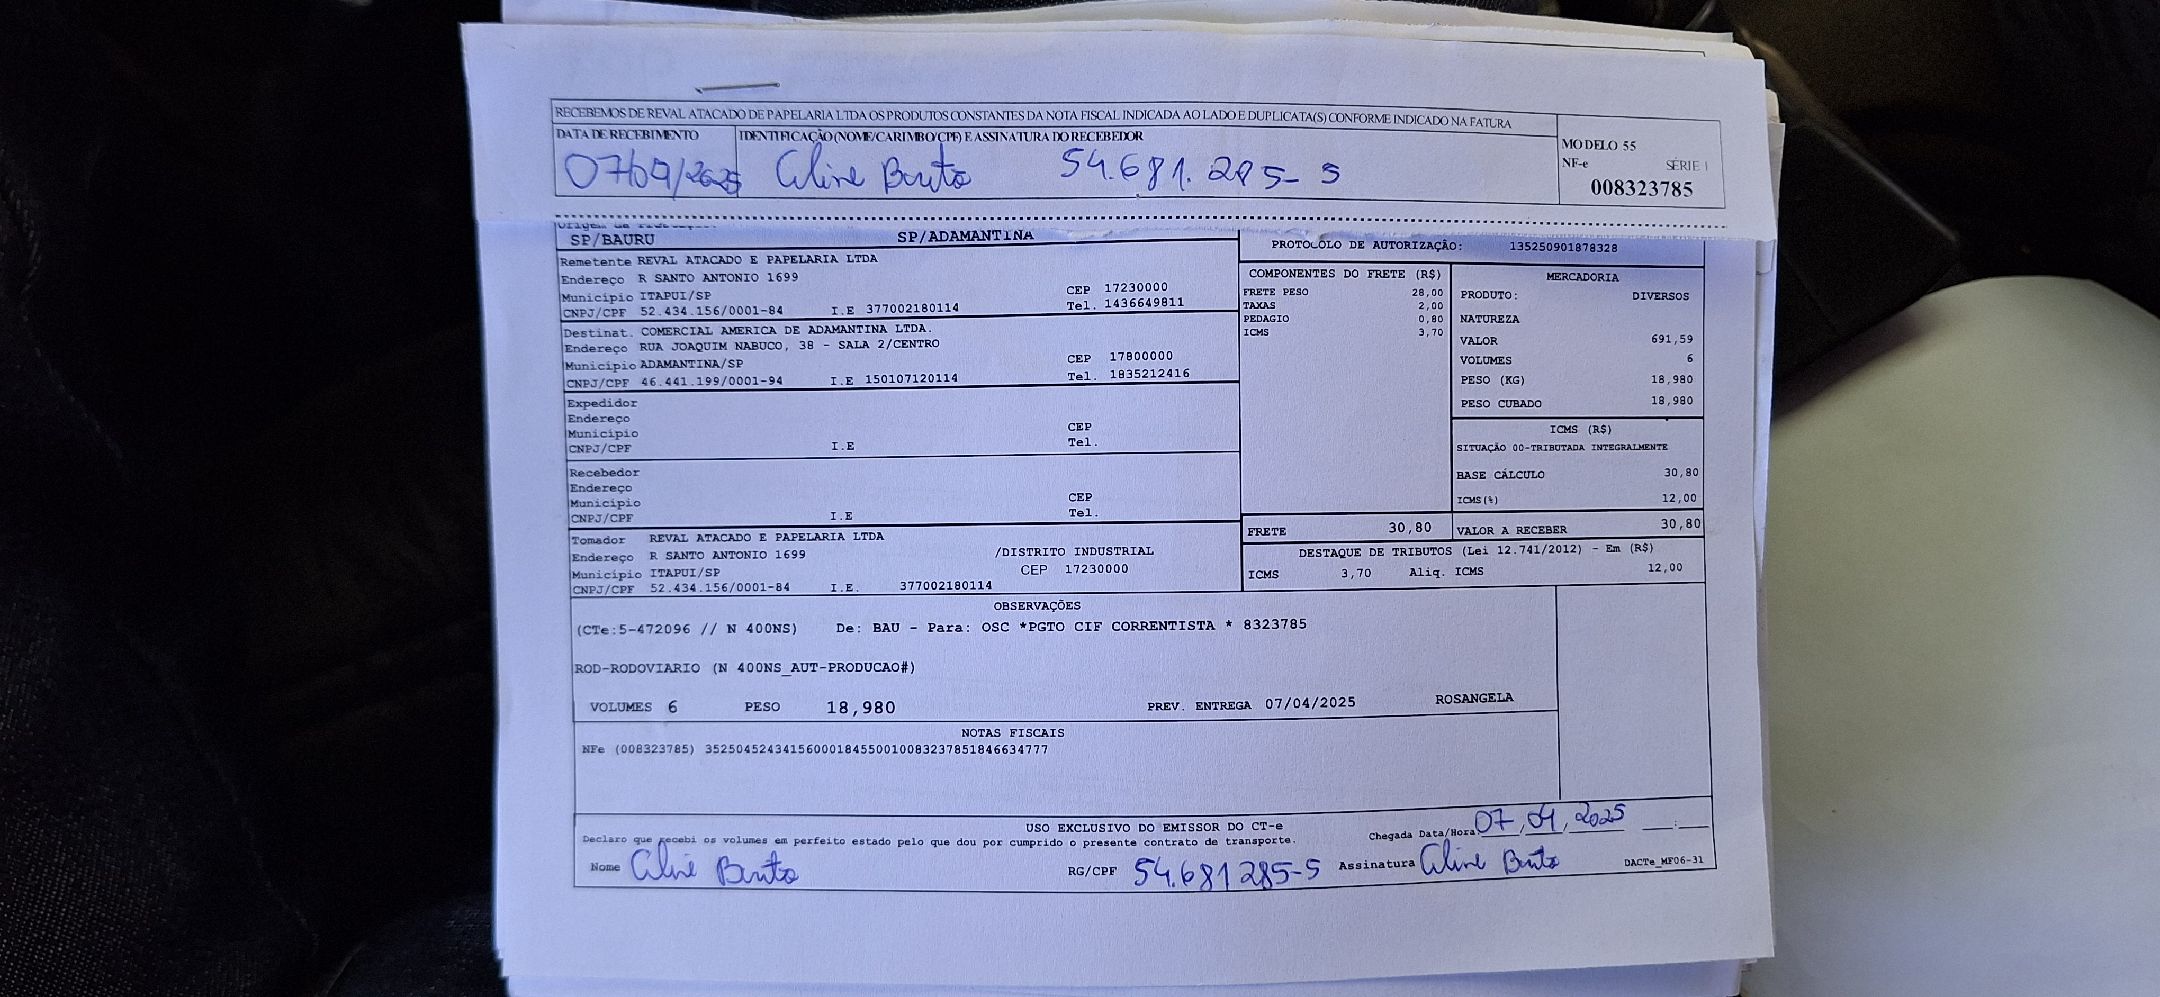 RECEBEMOS DE REVAL ATACADO DE PAPELARIA LTDA OS PRODUTOS CONSTANTES DA NOTA FISCAL INDICADA AO LADO E DUPLICATA(S) CONFORME INDICADO NA FATURA
DATA DE RECEBIMENTO IDENTIFICAÇÃO (NOME/CARIMBO/CPF) E ASSINATURA DO RECEBEDOR
07/04/2025 Aline Bento 54.681.285-5
MODELO 55
NF-e SÉRIE 1
008323785
SP/BAURU SP/ADAMANTINA
PROTOCOLO DE AUTORIZAÇÃO: 135250901878328
Remetente REVAL ATACADO E PAPELARIA LTDA
Endereço R SANTO ANTONIO 1699
Município ITAPUI/SP CEP 17230000
CNPJ/CPF 52.434.156/0001-84 I.E 377002180114 Tel. 1436649811
Destinat. COMERCIAL AMERICA DE ADAMANTINA LTDA.
Endereço RUA JOAQUIM NABUCO, 38 - SALA 2/CENTRO
Município ADAMANTINA/SP CEP 17800000
CNPJ/CPF 46.441.199/0001-94 I.E 150107120114 Tel. 1835212416
Expedidor
Endereço
Município CEP
CNPJ/CPF I.E Tel.
Recebedor
Endereço
Município CEP
CNPJ/CPF I.E Tel.
Tomador REVAL ATACADO E PAPELARIA LTDA
Endereço R SANTO ANTONIO 1699 /DISTRITO INDUSTRIAL
Município ITAPUI/SP CEP 17230000
CNPJ/CPF 52.434.156/0001-84 I.E. 377002180114
COMPONENTES DO FRETE (R$)
FRETE PESO 28,00
TAXAS 2,00
PEDAGIO 0,80
ICMS 3,70
MERCADORIA
PRODUTO: DIVERSOS
NATUREZA
VALOR 691,59
VOLUMES 6
PESO (KG) 18,980
PESO CUBADO 18,980
ICMS (R$)
SITUAÇÃO 00-TRIBUTADA INTEGRALMENTE
BASE CÁLCULO 30,80
ICMS(%) 12,00
FRETE 30,80 VALOR A RECEBER 30,80
DESTAQUE DE TRIBUTOS (Lei 12.741/2012) - Em (R$)
ICMS 3,70 Aliq. ICMS 12,00
OBSERVAÇÕES
(CTe:5-472096 // N 400NS) De: BAU - Para: OSC *PGTO CIF CORRENTISTA * 8323785
ROD-RODOVIARIO (N 400NS_AUT-PRODUCAO#)
VOLUMES 6 PESO 18,980 PREV. ENTREGA 07/04/2025 ROSANGELA
NOTAS FISCAIS
NFe (008323785) 35250452434156000184550010083237851846634777
USO EXCLUSIVO DO EMISSOR DO CT-e
Declaro que recebi os volumes em perfeito estado pelo que dou por cumprido o presente contrato de transporte. Chegada Data/Hora 07/04/2025 __:__
Nome Aline Bento RG/CPF 54.681285-5 Assinatura Aline Bento DACTe_MF06-31